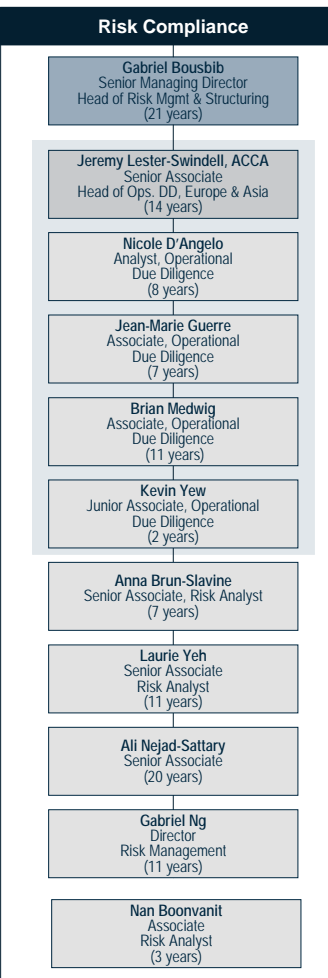 Risk Compliance
Gabriel Bousbib
Senior Managing Director
Head of Risk Mgmt & Structuring
(21 years)
Jeremy Lester-Swindell, ACCA
Senior Associate
Head of Ops. DD, Europe & Asia
(14 years)
Nicole D'Angelo
Analyst, Operational
Due Diligence
(8 years)
Jean-Marie Guerre
Associate, Operational
Due Diligence
(7 years)
Brian Medwig
Associate, Operational
Due Diligence
(11 years)
Kevin Yew
Junior Associate, Operational
Due Diligence
(2 years)
Anna Brun-Slavine
Senior Associate, Risk Analyst
(7 years)
Laurie Yeh
Senior Associate
Risk Analyst
(11 years)
Ali Nejad-Sattary
Senior Associate
(20 years)
Gabriel Ng
Director
Risk Management
(11 years)
Nan Boonvanit
Associate
Risk Analyst
(3 years)